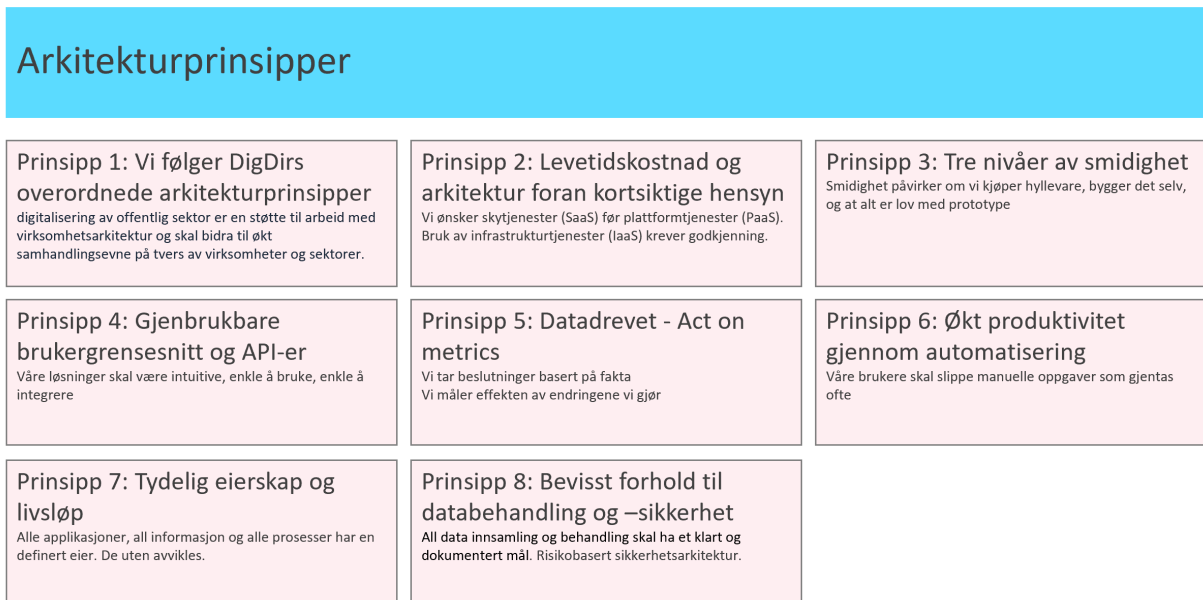 Arkitekturprinsipper
Prinsipp 1: Vi følger DigDirs
overordnede arkitekturprinsipper
digitalisering av offentlig sektor er en støtte til arbeid med
virksomhetsarkitektur og skal bidra til økt
samhandlingsevne på tvers av virksomheter og sektorer.
Prinsipp 2: Levetidskostnad og
arkitektur foran kortsiktige hensyn
Vi ønsker skytjenester (SaaS) før plattformtjenester (PaaS).
Bruk av infrastrukturtjenester (IaaS) krever godkjenning.
Prinsipp 3: Tre nivåer av smidighet
Smidighet påvirker om vi kjøper hyllevare, bygger det selv,
og at alt er lov med prototype
Prinsipp 4: Gjenbrukbare
brukergrensesnitt og API-er
Våre løsninger skal være intuitive, enkle å bruke, enkle å
integrere
Prinsipp 5: Datadrevet - Act on
metrics
Vi tar beslutninger basert på fakta
Vi måler effekten av endringene vi gjør
Prinsipp 6: Økt produktivitet
gjennom automatisering
Våre brukere skal slippe manuelle oppgaver som gjentas
ofte
Prinsipp 7: Tydelig eierskap og
livsløp
Alle applikasjoner, all informasjon og alle prosesser har en
definert eier. De uten avvikles.
Prinsipp 8: Bevisst forhold til
databehandling og –sikkerhet
All data innsamling og behandling skal ha et klart og
dokumentert mål. Risikobasert sikkerhetsarkitektur.